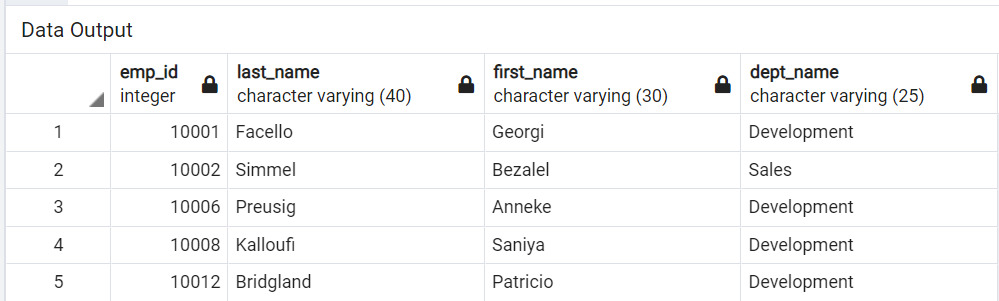 Data Output
emp_id last_name first_name dept_name
integer character varying (40) character varying (30) character varying (25)
1 10001 Facello Georgi Development
2 10002 Simmel Bezalel Sales
3 10006 Preusig Anneke Development
4 10008 Kalloufi Saniya Development
5 10012 Bridgland Patricio Development